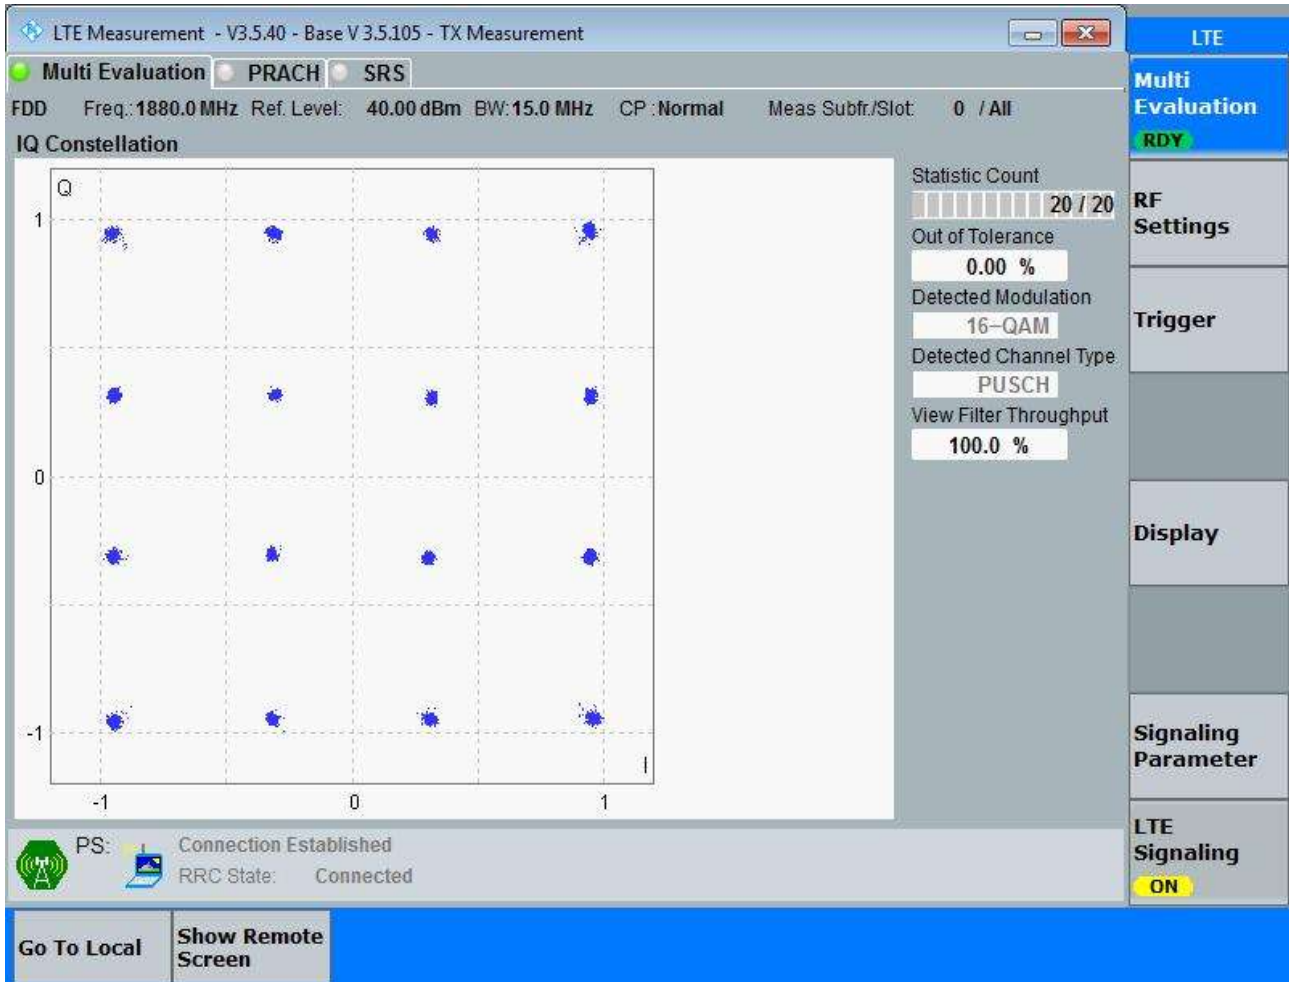 LTE Measurement - V3.5.40 - Base V 3.5.105 - TX Measurement
LTE
Multi Evaluation PRACH SRS
FDD Freq.:1880.0 MHz Ref. Level: 40.00 dBm BW:15.0 MHz CP :Normal Meas Subfr./Slot: 0 / All
IQ Constellation
Q
1
0
-1
I
-1 0 1
Statistic Count
20 / 20
Out of Tolerance
0.00 %
Detected Modulation
16-QAM
Detected Channel Type
PUSCH
View Filter Throughput
100.0 %
Multi
Evaluation
RDY
RF
Settings
Trigger
Display
Signaling
Parameter
LTE
Signaling
ON
PS: Connection Established
RRC State: Connected
Go To Local
Show Remote
Screen